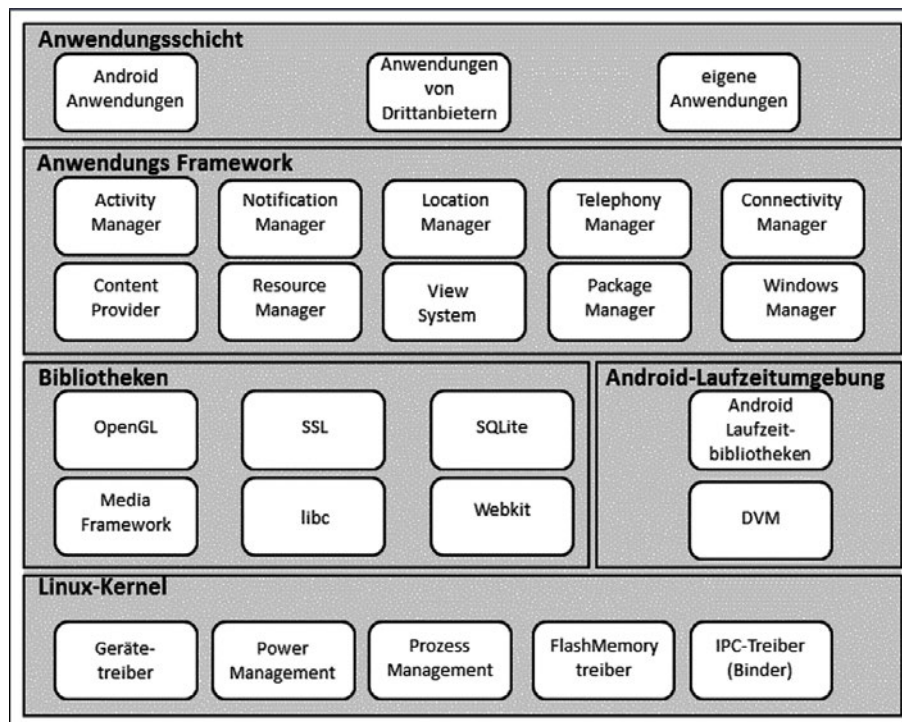 Anwendungsschicht
Android
Anwendungen
Anwendungen
von
Drittanbietern
eigene
Anwendungen
Anwendungs Framework
Activity
Manager
Notification
Manager
Location
Manager
Telephony
Manager
Connectivity
Manager
Content
Provider
Resource
Manager
View
System
Package
Manager
Windows
Manager
Bibliotheken
OpenGL
SSL
SQLite
Media
Framework
libc
Webkit
Android-Laufzeitumgebung
Android
Laufzeit-
bibliotheken
DVM
Linux-Kernel
Geräte-
treiber
Power
Management
Prozess
Management
FlashMemory
treiber
IPC-Treiber
(Binder)